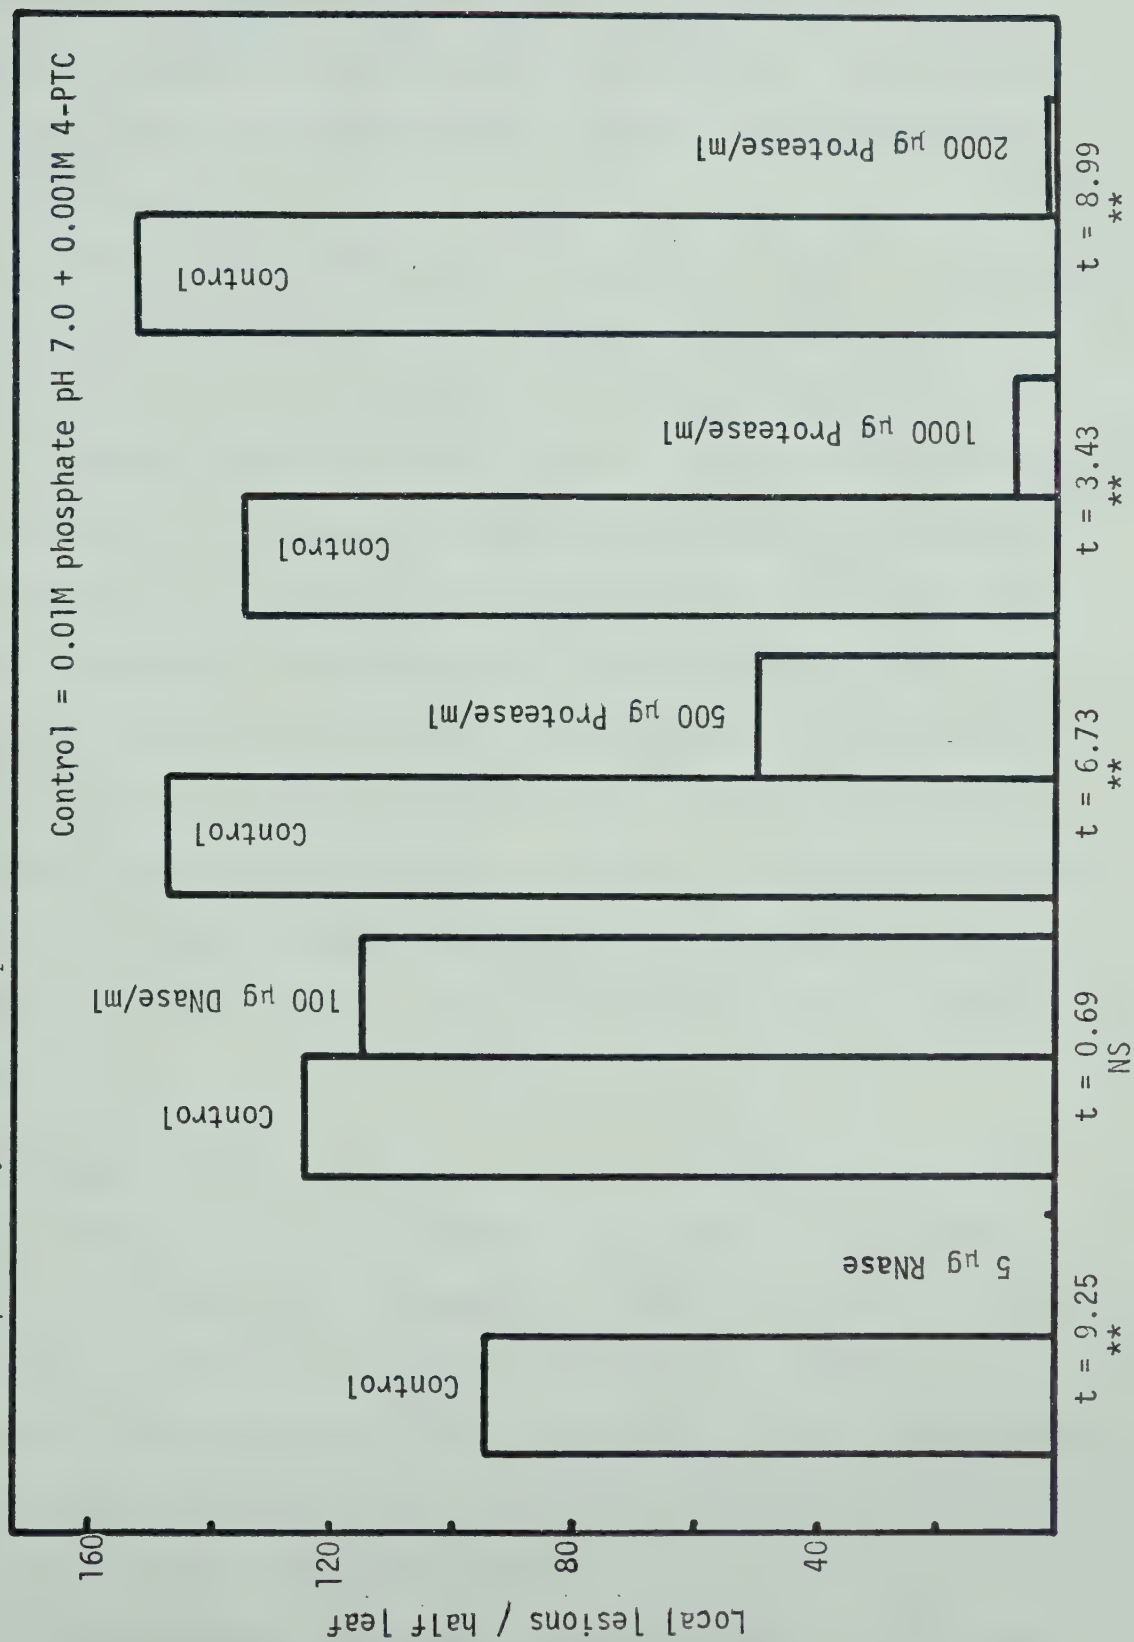 Control = 0.01M phosphate pH 7.0 + 0.001M 4-PTC
Local lesions / half leaf
160
120
80
40
Control
5 µg RNase
Control
100 µg DNase/ml
Control
500 µg Protease/ml
Control
1000 µg Protease/ml
Control
2000 µg Protease/ml
t = 9.25
**
t = 0.69
NS
t = 6.73
**
t = 3.43
**
t = 8.99
**